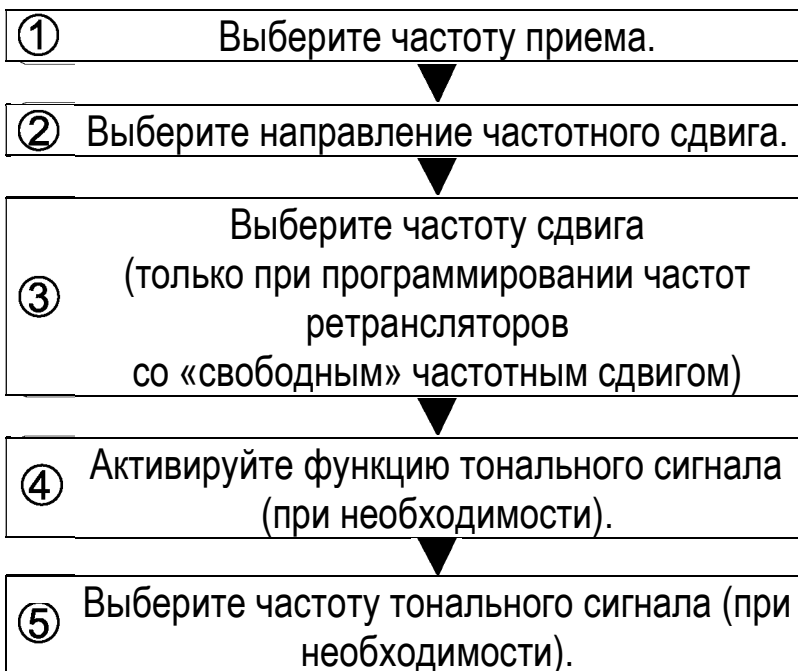 ① Выберите частоту приема.
② Выберите направление частотного сдвига.
Выберите частоту сдвига
(только при программировании частот
③ ретрансляторов
со «свободным» частотным сдвигом)
④ Активируйте функцию тонального сигнала
(при необходимости).
⑤ Выберите частоту тонального сигнала (при
необходимости).